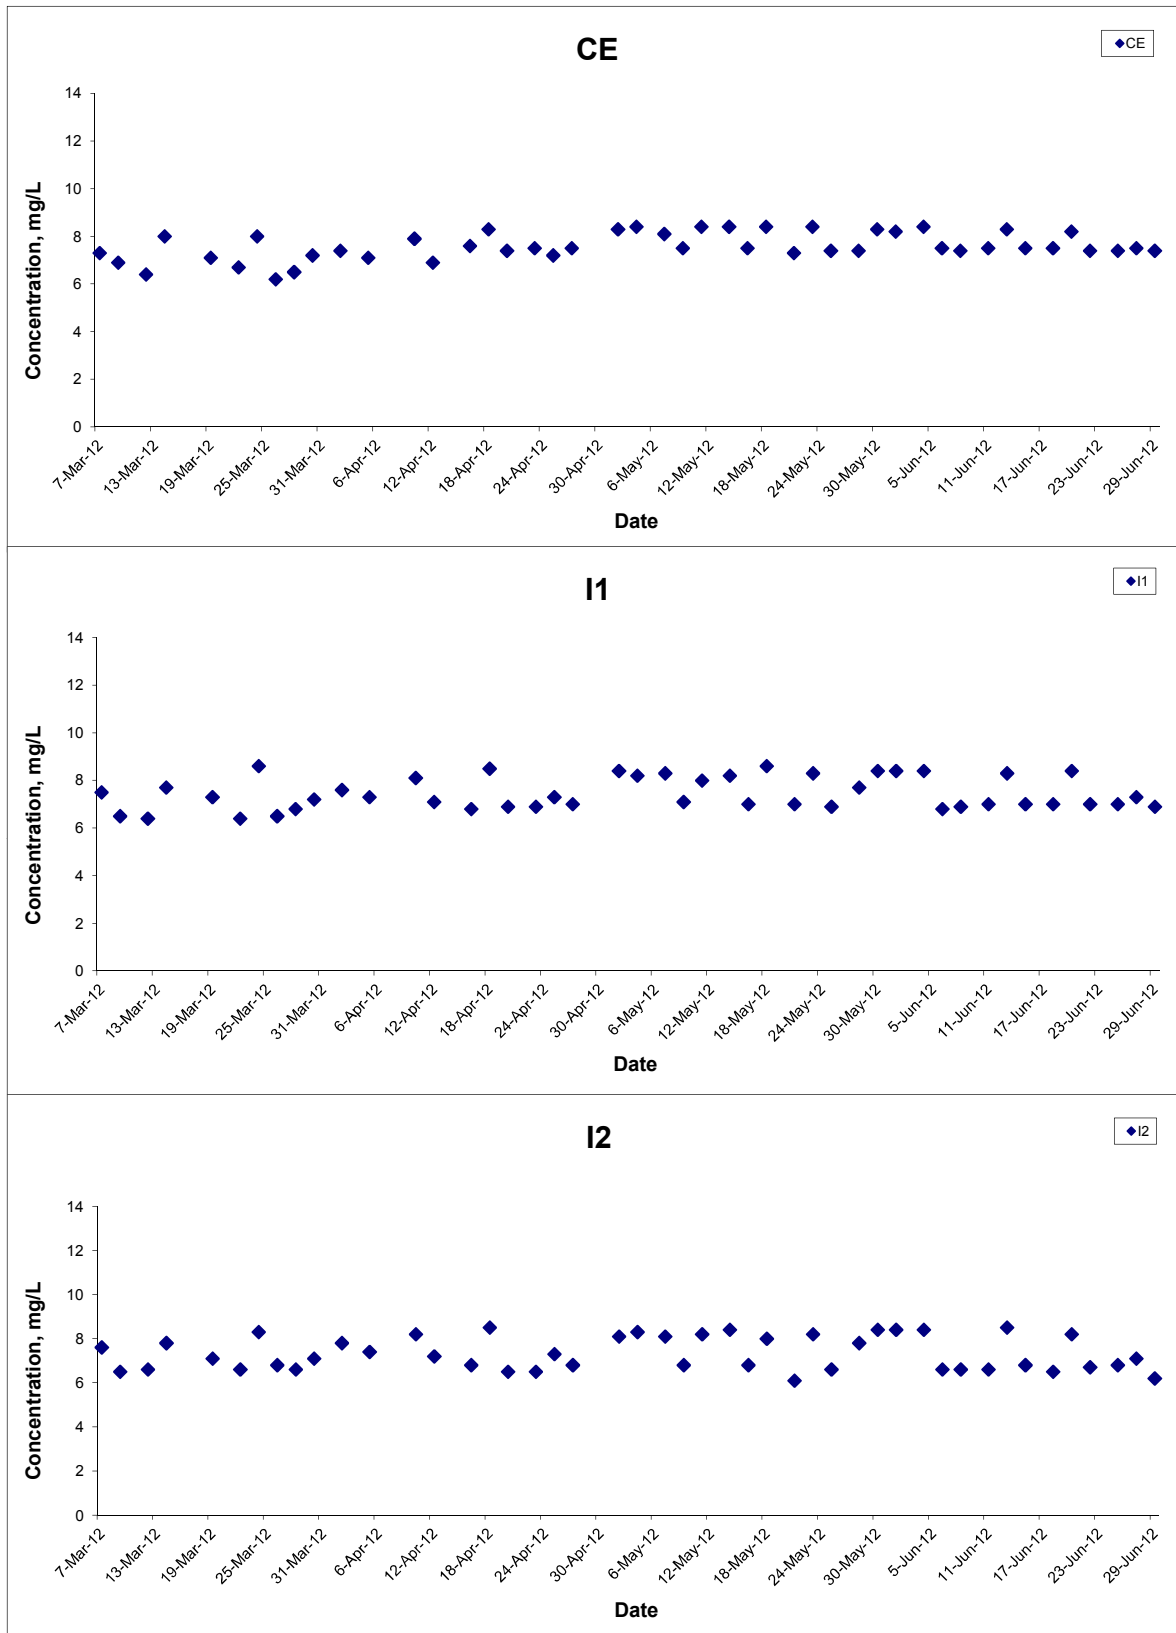 CE
CE
14
12
10
8
6
4
2
0
Concentration, mg/L
7-Mar-12 13-Mar-12 19-Mar-12 25-Mar-12 31-Mar-12 6-Apr-12 12-Apr-12 18-Apr-12 24-Apr-12 30-Apr-12 6-May-12 12-May-12 18-May-12 24-May-12 30-May-12 5-Jun-12 11-Jun-12 17-Jun-12 23-Jun-12 29-Jun-12
Date
I1
I1
14
12
10
8
6
4
2
0
Concentration, mg/L
7-Mar-12 13-Mar-12 19-Mar-12 25-Mar-12 31-Mar-12 6-Apr-12 12-Apr-12 18-Apr-12 24-Apr-12 30-Apr-12 6-May-12 12-May-12 18-May-12 24-May-12 30-May-12 5-Jun-12 11-Jun-12 17-Jun-12 23-Jun-12 29-Jun-12
Date
I2
I2
14
12
10
8
6
4
2
0
Concentration, mg/L
7-Mar-12 13-Mar-12 19-Mar-12 25-Mar-12 31-Mar-12 6-Apr-12 12-Apr-12 18-Apr-12 24-Apr-12 30-Apr-12 6-May-12 12-May-12 18-May-12 24-May-12 30-May-12 5-Jun-12 11-Jun-12 17-Jun-12 23-Jun-12 29-Jun-12
Date